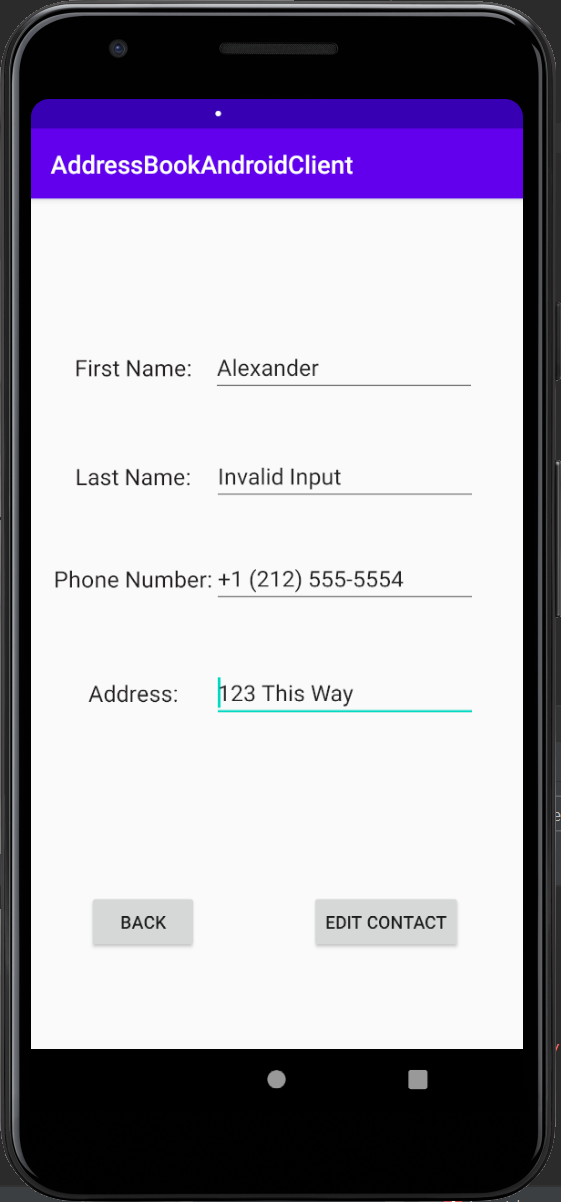 AddressBookAndroidClient
First Name: Alexander
Last Name: Invalid Input
Phone Number: +1 (212) 555-5554
Address: 123 This Way
BACK EDIT CONTACT